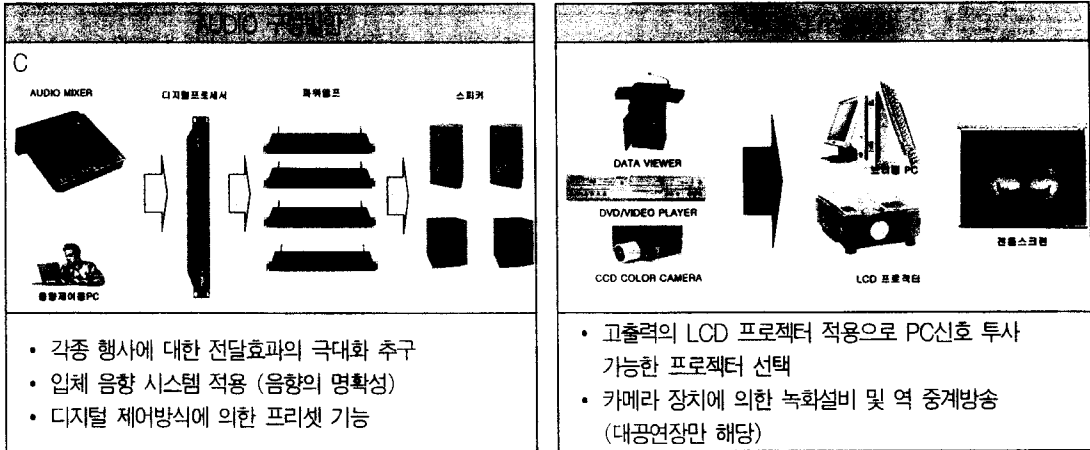 AUDIO 구성방안
C
AUDIO MIXER
디지털프로세서
파워앰프
스피커
음향제어용PC
• 각종 행사에 대한 전달효과의 극대화 추구
• 입체 음향 시스템 적용 (음향의 명확성)
• 디지털 제어방식에 의한 프리셋 기능
DATA VIEWER
DVD/VIDEO PLAYER
CCD COLOR CAMERA
PC
LCD 프로젝터
전동스크린
• 고출력의 LCD 프로젝터 적용으로 PC신호 투사
가능한 프로젝터 선택
• 카메라 장치에 의한 녹화설비 및 역 중계방송
(대공연장만 해당)